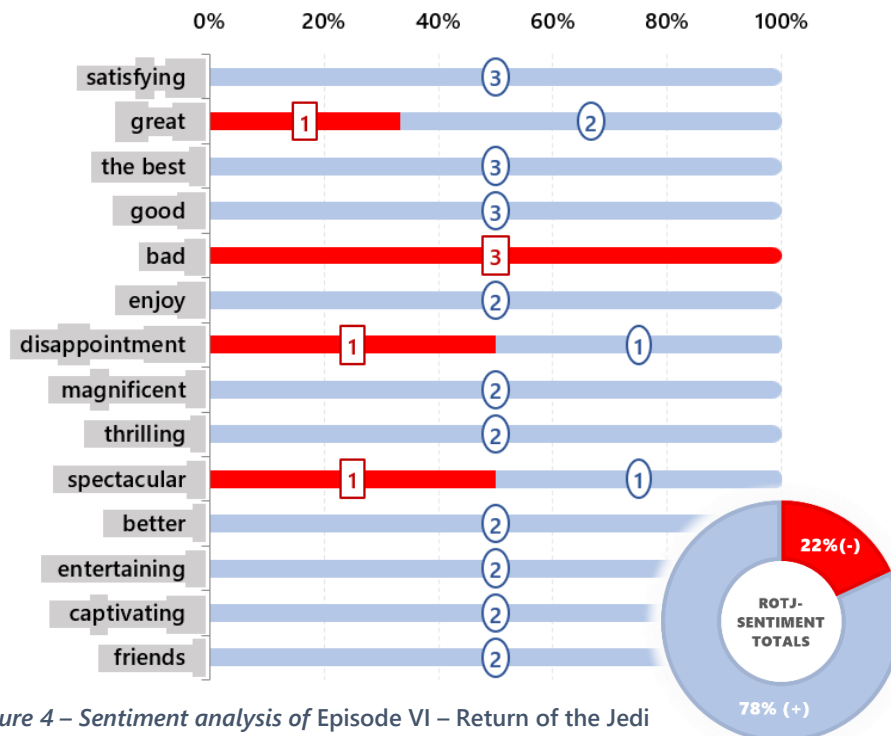 0% 20% 40% 60% 80% 100%
satisfying 3
great 1 2
the best 3
good 3
bad 3
enjoy 2
disappointment 1 1
magnificent 2
thrilling 2
spectacular 1 1
better 2
entertaining 2
captivating 2
friends 2
22%(-)
ROTJ-
SENTIMENT
TOTALS
78% (+)
ure 4 – Sentiment analysis of Episode VI – Return of the Jedi